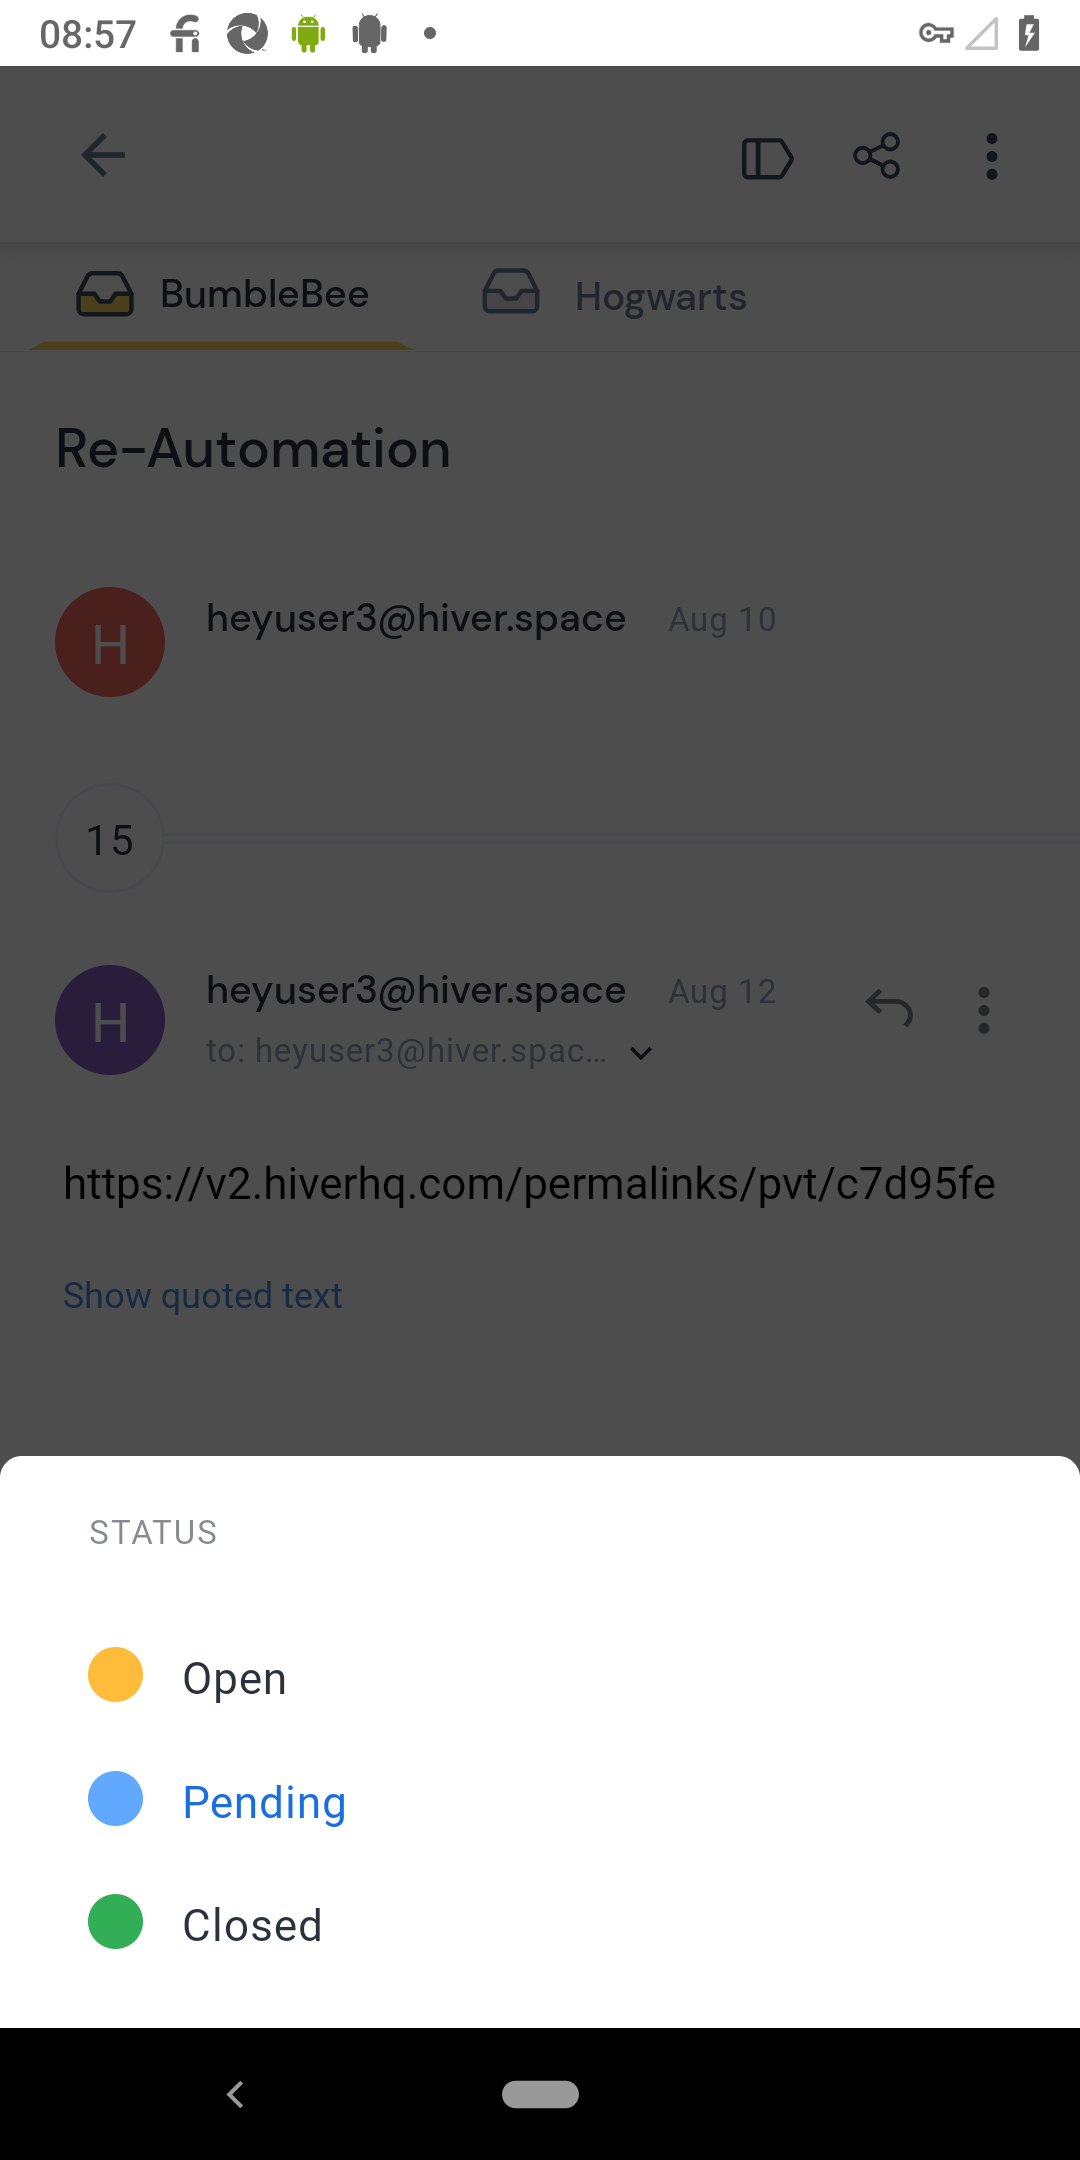 08:57
BumbleBee Hogwarts
Re-Automation
H heyuser3@hiver.space Aug 10
15
H heyuser3@hiver.space Aug 12
to: heyuser3@hiver.spac...
https://v2.hiverhq.com/permalinks/pvt/c7d95fe
Show quoted text
STATUS
Open
Pending
Closed